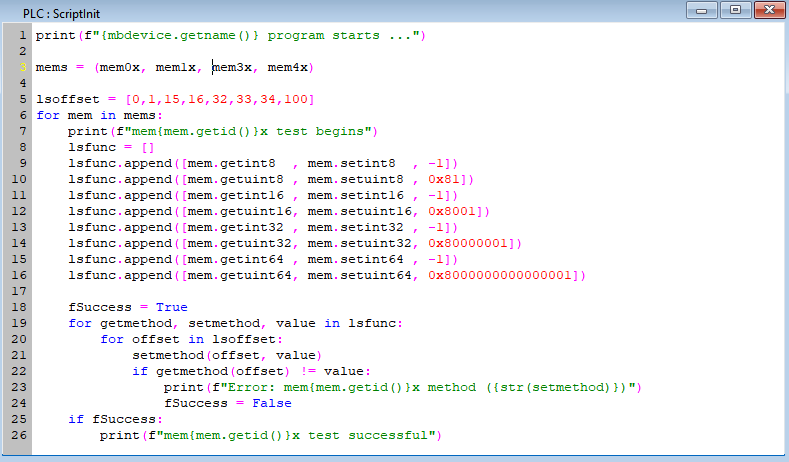 PLC : ScriptInit
1 print(f"{mbdevice.getname()} program starts ...")
2
3 mems = (mem0x, mem1x, mem3x, mem4x)
4
5 lsoffset = [0,1,15,16,32,33,34,100]
6 for mem in mems:
7     print(f"mem{mem.getid()}x test begins")
8     lsfunc = []
9     lsfunc.append([mem.getint8  , mem.setint8  , -1])
10     lsfunc.append([mem.getuint8 , mem.setuint8 , 0x81])
11     lsfunc.append([mem.getint16 , mem.setint16 , -1])
12     lsfunc.append([mem.getuint16, mem.setuint16, 0x8001])
13     lsfunc.append([mem.getint32 , mem.setint32 , -1])
14     lsfunc.append([mem.getuint32, mem.setuint32, 0x80000001])
15     lsfunc.append([mem.getint64 , mem.setint64 , -1])
16     lsfunc.append([mem.getuint64, mem.setuint64, 0x8000000000000001])
17
18     fSuccess = True
19     for getmethod, setmethod, value in lsfunc:
20         for offset in lsoffset:
21             setmethod(offset, value)
22             if getmethod(offset) != value:
23                 print(f"Error: mem{mem.getid()}x method ({str(setmethod)})")
24                 fSuccess = False
25     if fSuccess:
26         print(f"mem{mem.getid()}x test successful")